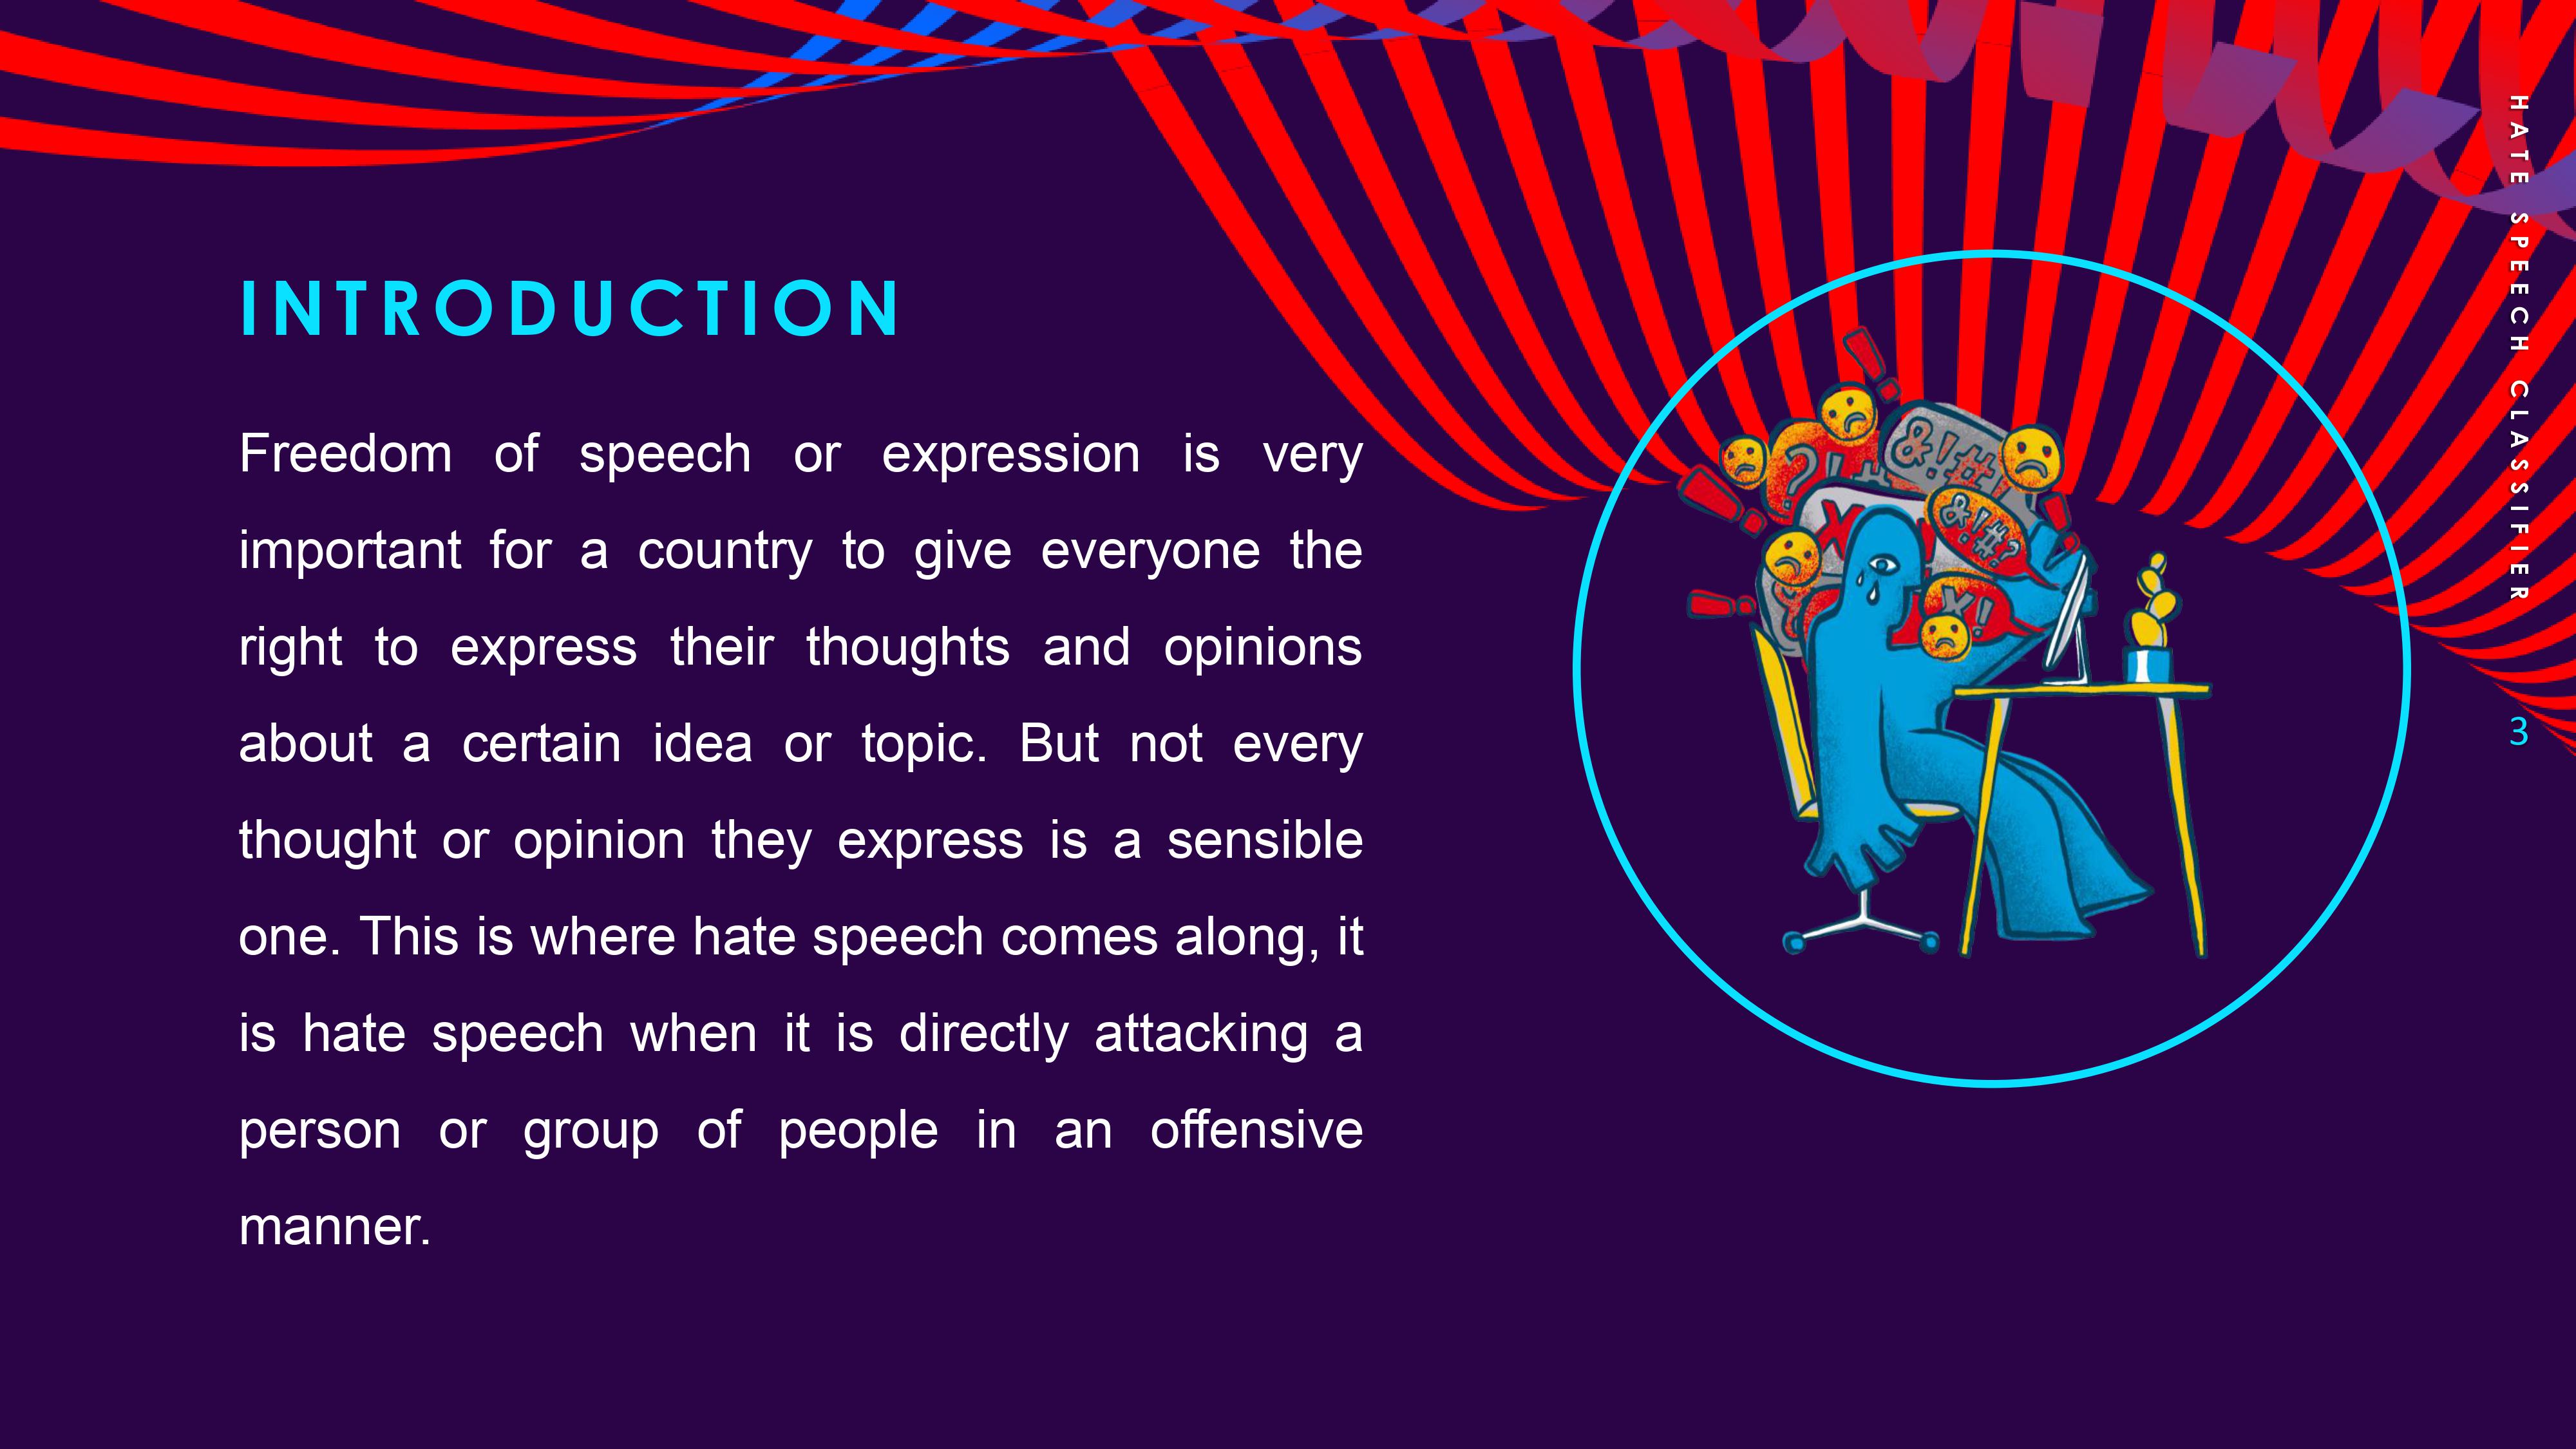 INTRODUCTION
Freedom of speech or expression is very
important for a country to give everyone the
right to express their thoughts and opinions
about a certain idea or topic. But not every
thought or opinion they express is a sensible
one. This is where hate speech comes along, it
is hate speech when it is directly attacking a
person or group of people in an offensive
manner.
&!#?
X!
HATE SPEECH CLASSIFIER
3